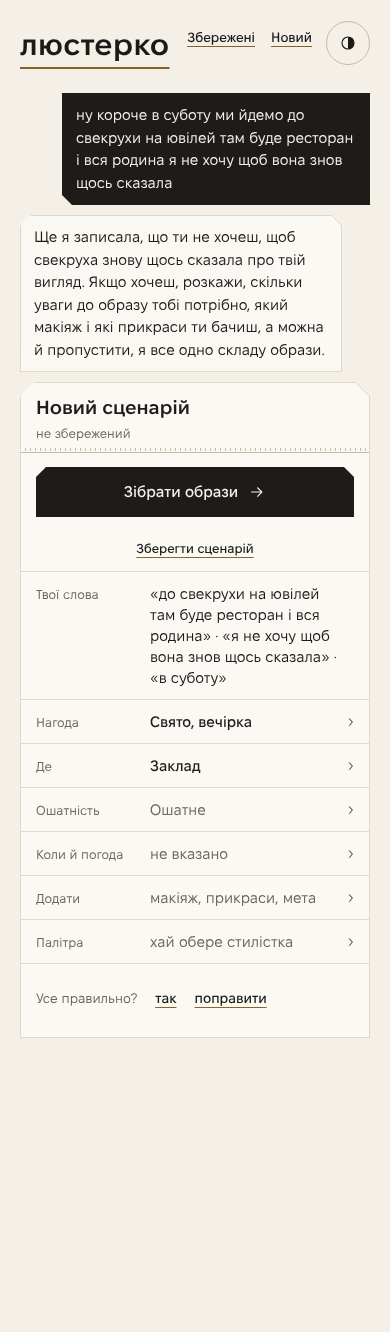 люстерко
Збережені
Новий
ну короче в суботу ми йдемо до
свекрухи на ювілей там буде ресторан
і вся родина я не хочу щоб вона знов
щось сказала
Ще я записала, що ти не хочеш, щоб
свекруха знову щось сказала про твій
вигляд. Якщо хочеш, розкажи, скільки
уваги до образу тобі потрібно, який
макіяж і які прикраси ти бачиш, а можна
й пропустити, я все одно складу образи.
Новий сценарій
не збережений
Зібрати образи →
Зберегти сценарій
Твої слова
«до свекрухи на ювілей
там буде ресторан і вся
родина» · «я не хочу щоб
вона знов щось сказала» ·
«в суботу»
Нагода Свято, вечірка ›
Де Заклад ›
Ошатність Ошатне ›
Коли й погода не вказано ›
Додати макіяж, прикраси, мета ›
Палітра хай обере стилістка ›
Усе правильно? так поправити